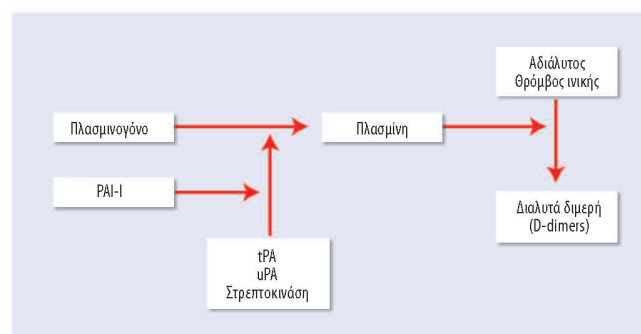 Αδιάλυτος
Θρόμβος ινικής
Πλασμινογόνο
Πλασμίνη
PAI-I
Διαλυτά διμερή
(D-dimers)
tPA
uPA
Στρεπτοκινάση